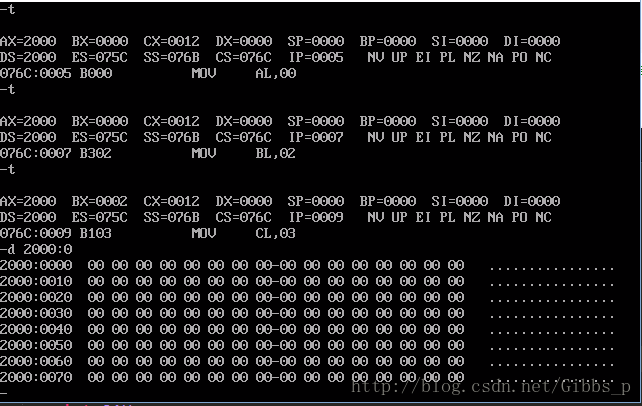 -t
AX=2000 BX=0000 CX=0012 DX=0000 SP=0000 BP=0000 SI=0000 DI=0000
DS=2000 ES=075C SS=076B CS=076C IP=0005 NV UP EI PL NZ NA PO NC
076C:0005 B000 MOV AL,00
-t
AX=2000 BX=0000 CX=0012 DX=0000 SP=0000 BP=0000 SI=0000 DI=0000
DS=2000 ES=075C SS=076B CS=076C IP=0007 NV UP EI PL NZ NA PO NC
076C:0007 B302 MOV BL,02
-t
AX=2000 BX=0002 CX=0012 DX=0000 SP=0000 BP=0000 SI=0000 DI=0000
DS=2000 ES=075C SS=076B CS=076C IP=0009 NV UP EI PL NZ NA PO NC
076C:0009 B103 MOV CL,03
-d 2000:0
2000:0000 00 00 00 00 00 00 00 00-00 00 00 00 00 00 00 00 ................
2000:0010 00 00 00 00 00 00 00 00-00 00 00 00 00 00 00 00 ................
2000:0020 00 00 00 00 00 00 00 00-00 00 00 00 00 00 00 00 ................
2000:0030 00 00 00 00 00 00 00 00-00 00 00 00 00 00 00 00 ................
2000:0040 00 00 00 00 00 00 00 00-00 00 00 00 00 00 00 00 ................
2000:0050 00 00 00 00 00 00 00 00-00 00 00 00 00 00 00 00 ................
2000:0060 00 00 00 00 00 00 00 00-00 00 00 00 00 00 00 00 ................
2000:0070 00 00 00 00 00 00 00 00-00 00 00 00 00 00 00 00 ................
http://blog.csdn.net/Gibbs_p
-